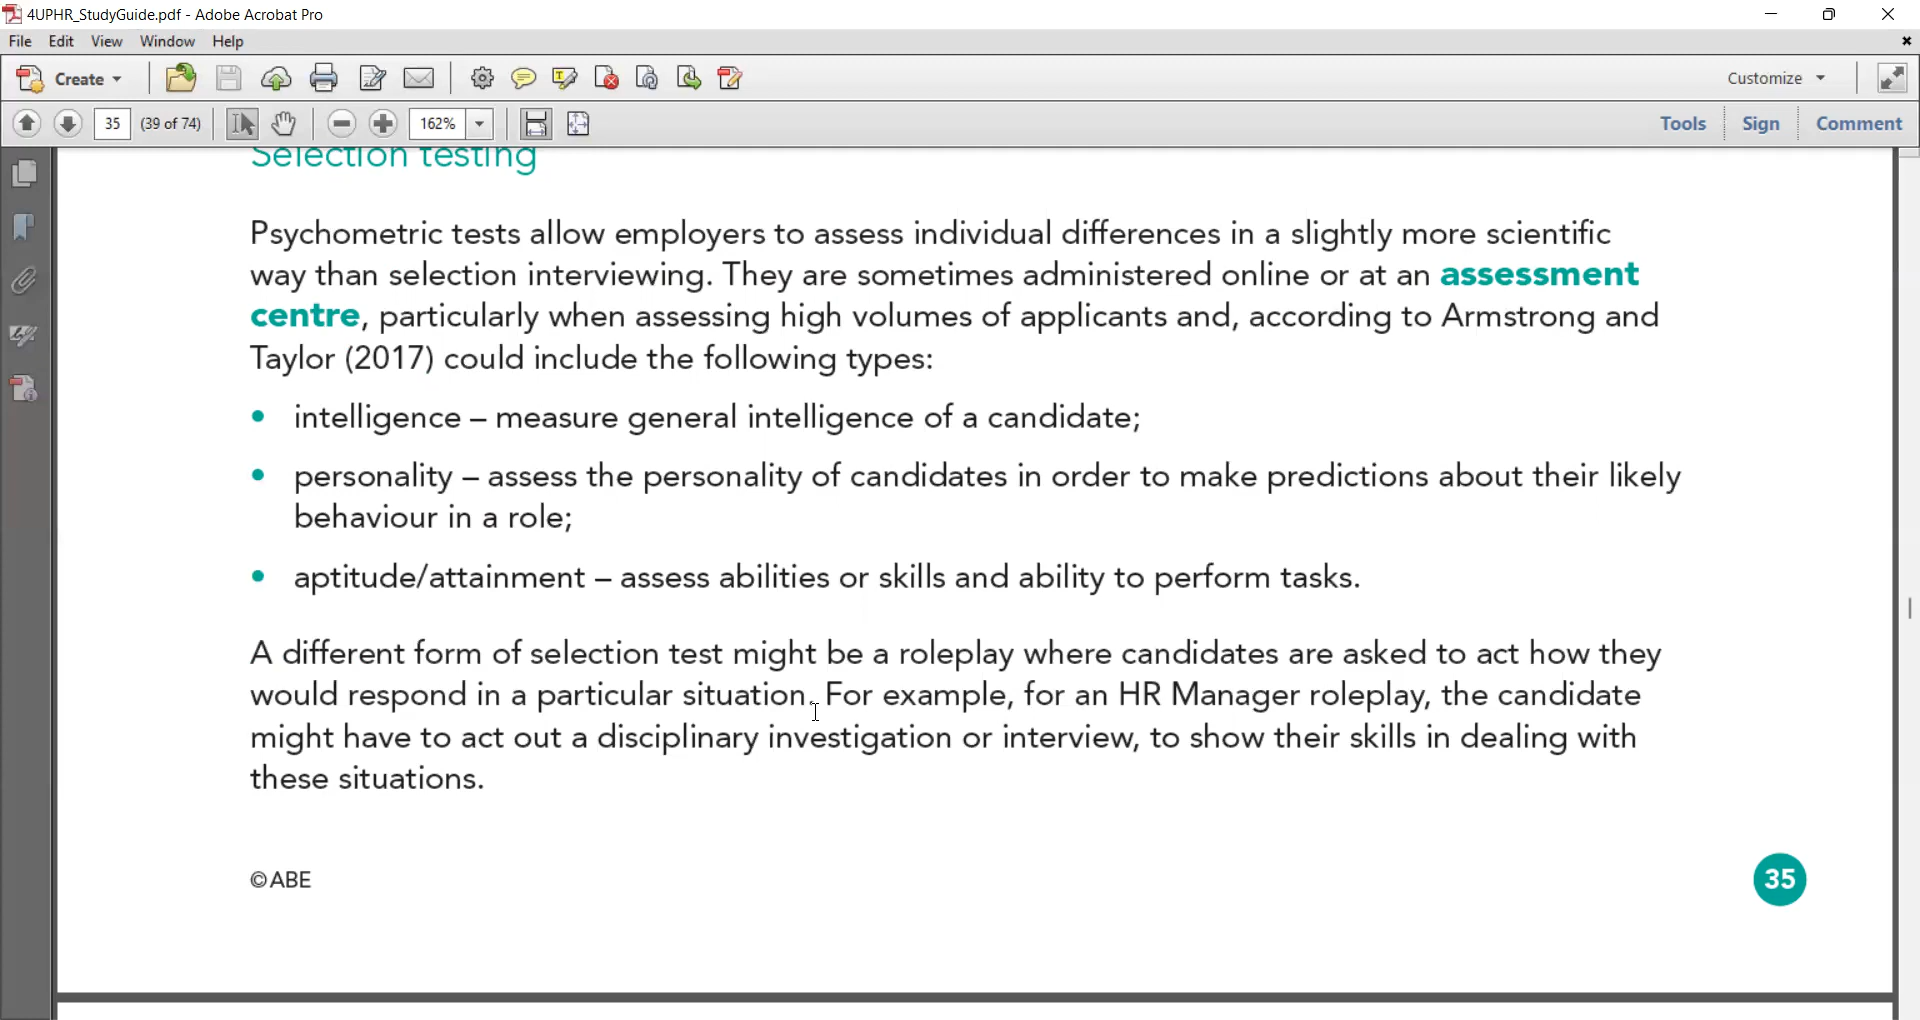 4UPHR_StudyGuide.pdf - Adobe Acrobat Pro
File Edit View Window Help
Create Customize
35 (39 of 74) 162% Tools Sign Comment
Selection testing
Psychometric tests allow employers to assess individual differences in a slightly more scientific
way than selection interviewing. They are sometimes administered online or at an assessment
centre, particularly when assessing high volumes of applicants and, according to Armstrong and
Taylor (2017) could include the following types:
• intelligence – measure general intelligence of a candidate;
• personality – assess the personality of candidates in order to make predictions about their likely
behaviour in a role;
• aptitude/attainment – assess abilities or skills and ability to perform tasks.
A different form of selection test might be a roleplay where candidates are asked to act how they
would respond in a particular situation. For example, for an HR Manager roleplay, the candidate
might have to act out a disciplinary investigation or interview, to show their skills in dealing with
these situations.
©ABE 35